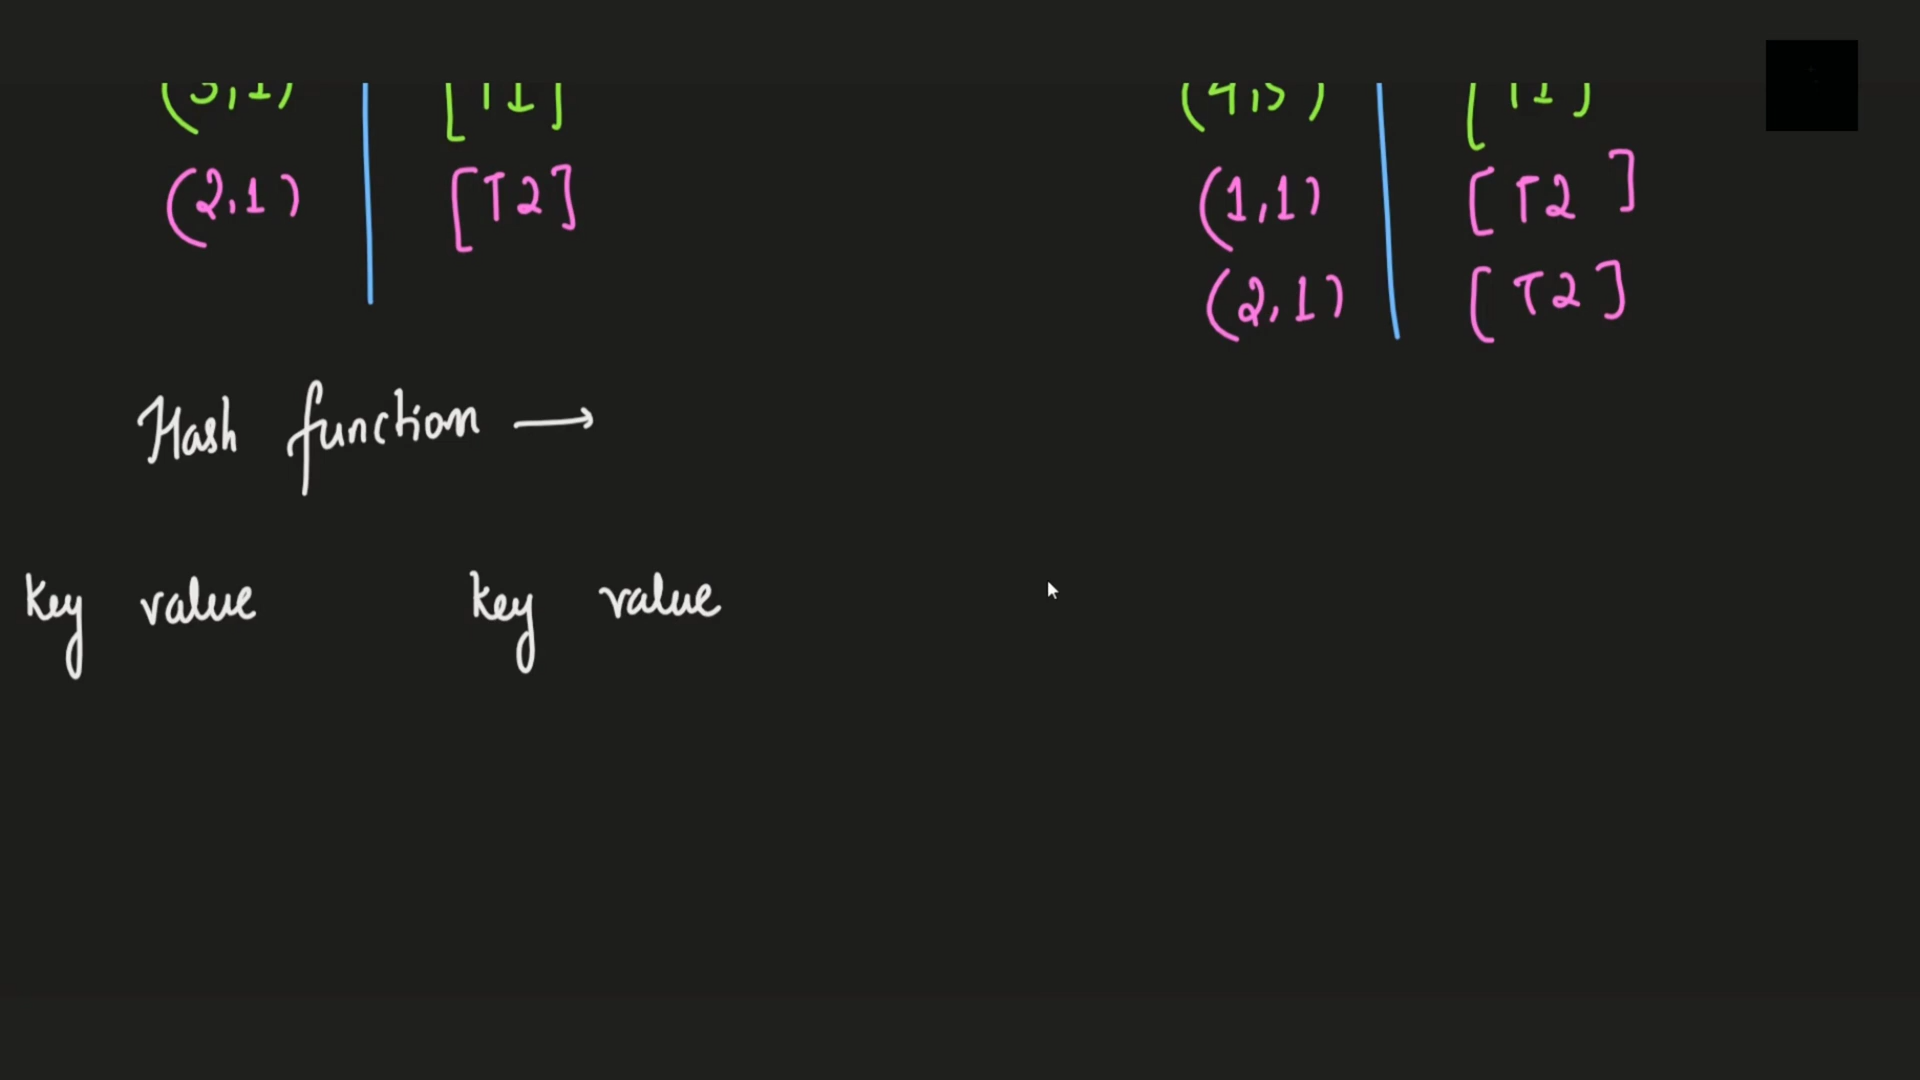 (2,1) [T2] (1,1) [T2]
(2,1) [T2]
Hash function →
key value key value